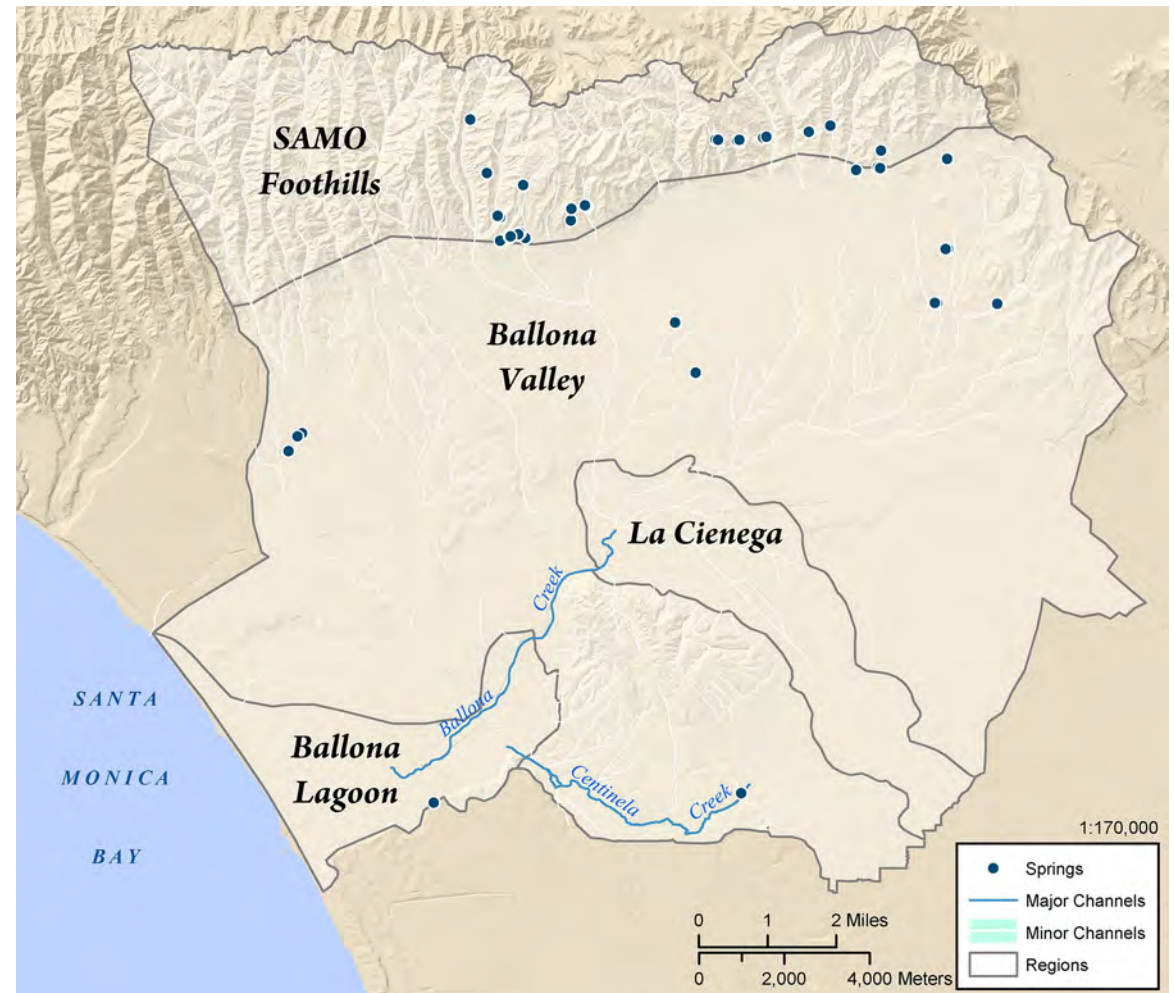 SAMO
Foothills
Ballona
Valley
La Cienega
Creek
Ballona
SANTA
MONICA
BAY
Ballona
Lagoon
Centinela
Creek
1:170,000
0 1 2 Miles
0 2,000 4,000 Meters
Springs
Major Channels
Minor Channels
Regions